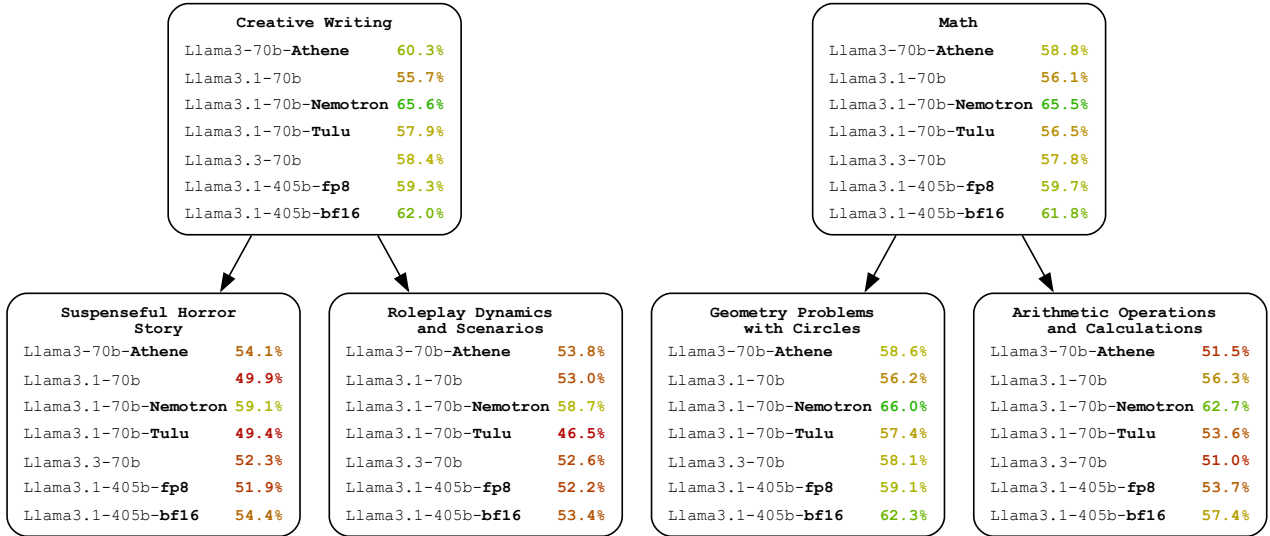 Creative Writing
Llama3-70b-Athene 60.3%
Llama3.1-70b 55.7%
Llama3.1-70b-Nemotron 65.6%
Llama3.1-70b-Tulu 57.9%
Llama3.3-70b 58.4%
Llama3.1-405b-fp8 59.3%
Llama3.1-405b-bf16 62.0%
Math
Llama3-70b-Athene 58.8%
Llama3.1-70b 56.1%
Llama3.1-70b-Nemotron 65.5%
Llama3.1-70b-Tulu 56.5%
Llama3.3-70b 57.8%
Llama3.1-405b-fp8 59.7%
Llama3.1-405b-bf16 61.8%
Suspenseful Horror
Story
Llama3-70b-Athene 54.1%
Llama3.1-70b 49.9%
Llama3.1-70b-Nemotron 59.1%
Llama3.1-70b-Tulu 49.4%
Llama3.3-70b 52.3%
Llama3.1-405b-fp8 51.9%
Llama3.1-405b-bf16 54.4%
Roleplay Dynamics
and Scenarios
Llama3-70b-Athene 53.8%
Llama3.1-70b 53.0%
Llama3.1-70b-Nemotron 58.7%
Llama3.1-70b-Tulu 46.5%
Llama3.3-70b 52.6%
Llama3.1-405b-fp8 52.2%
Llama3.1-405b-bf16 53.4%
Geometry Problems
with Circles
Llama3-70b-Athene 58.6%
Llama3.1-70b 56.2%
Llama3.1-70b-Nemotron 66.0%
Llama3.1-70b-Tulu 57.4%
Llama3.3-70b 58.1%
Llama3.1-405b-fp8 59.1%
Llama3.1-405b-bf16 62.3%
Arithmetic Operations
and Calculations
Llama3-70b-Athene 51.5%
Llama3.1-70b 56.3%
Llama3.1-70b-Nemotron 62.7%
Llama3.1-70b-Tulu 53.6%
Llama3.3-70b 51.0%
Llama3.1-405b-fp8 53.7%
Llama3.1-405b-bf16 57.4%